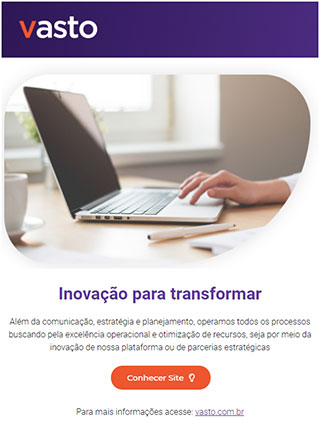 vasto
Inovação para transformar
Além da comunicação, estratégia e planejamento, operamos todos os processos
buscando pela excelência operacional e otimização de recursos, seja por meio da
inovação de nossa plataforma ou de parcerias estratégicas
Conhecer Site
Para mais informações acesse: vasto.com.br